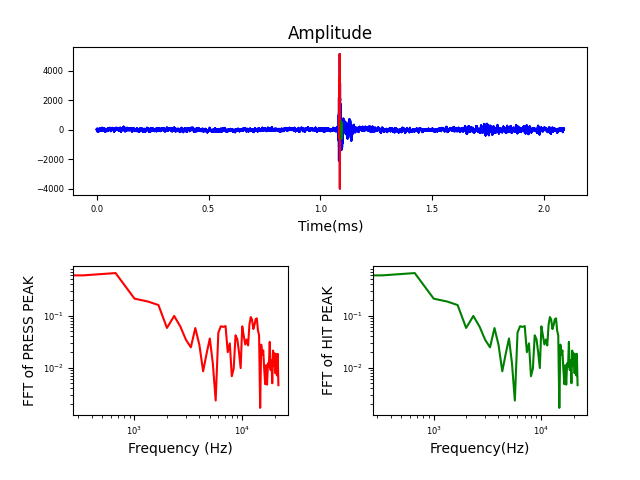 Amplitude
4000
2000
0
−2000
−4000
0.0 0.5 1.0 1.5 2.0
Time(ms)
FFT of PRESS PEAK
10⁻¹
10⁻²
10³ 10⁴
Frequency (Hz)
FFT of HIT PEAK
10⁻¹
10⁻²
10³ 10⁴
Frequency(Hz)